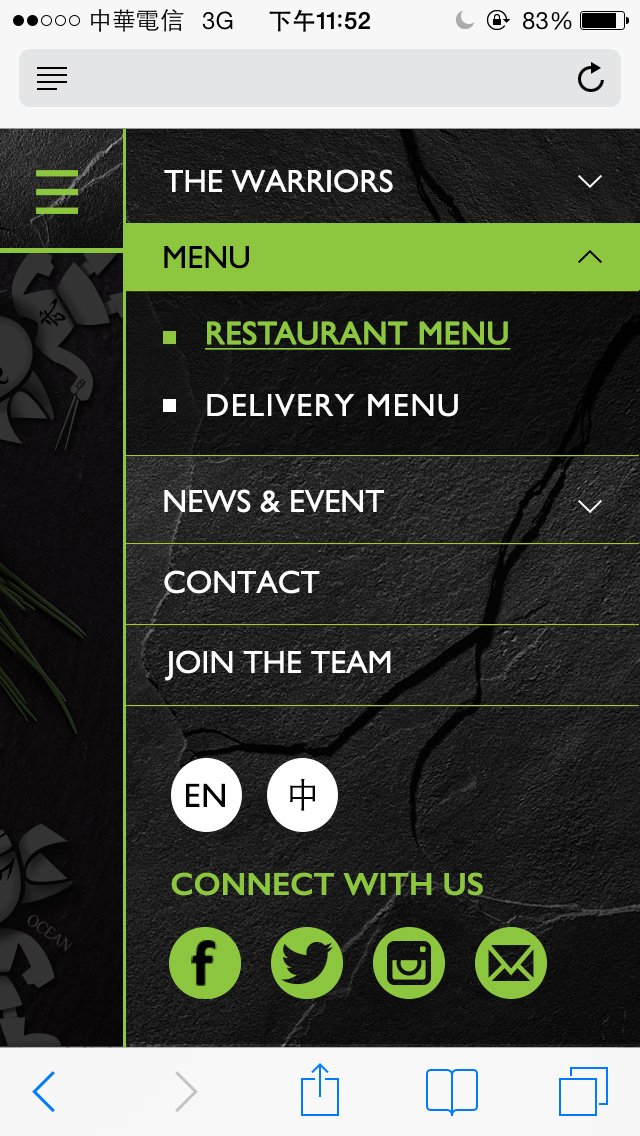 中華電信 3G 下午11:52 83%
THE WARRIORS
MENU
RESTAURANT MENU
DELIVERY MENU
NEWS & EVENT
CONTACT
JOIN THE TEAM
EN 中
OCEAN
CONNECT WITH US